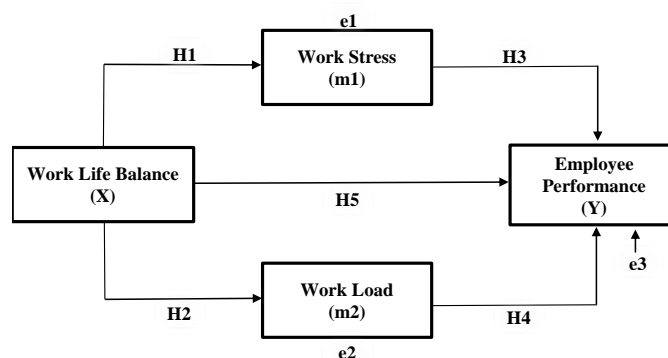 e1
H1
Work Stress
(m1)
H3
Work Life Balance
(X)
H5
Employee
Performance
(Y)
e3
H2
Work Load
(m2)
H4
e2